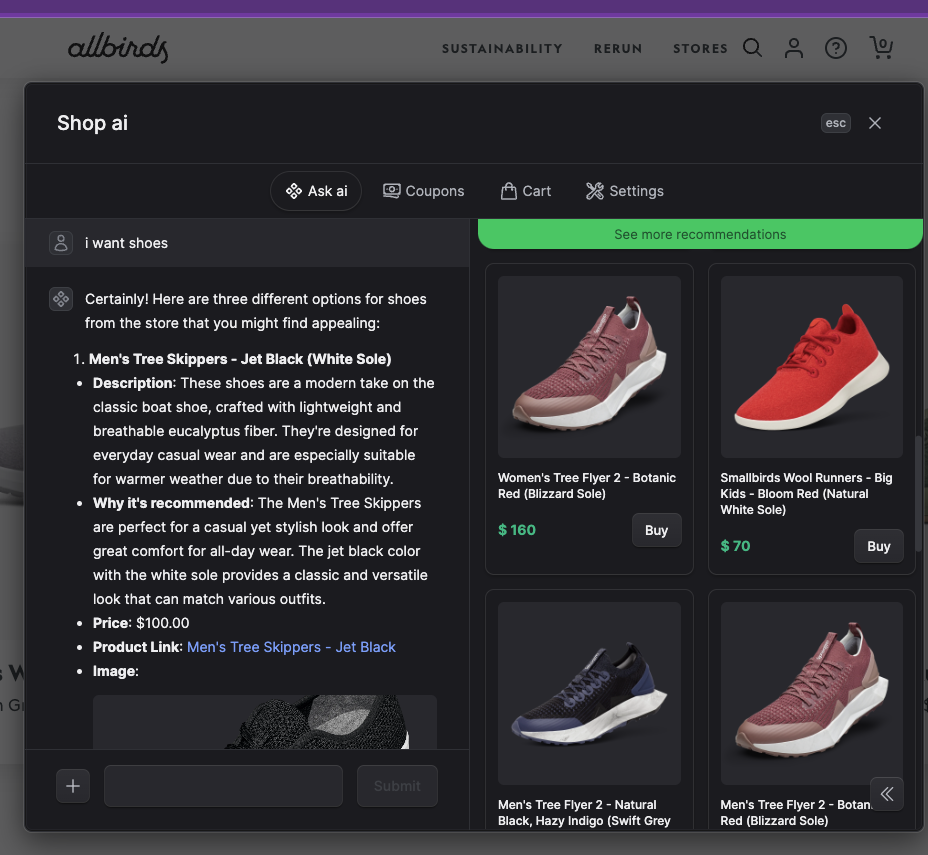 allbirds
SUSTAINABILITY RERUN STORES 0
Shop ai
esc
Ask ai Coupons Cart Settings
i want shoes
Certainly! Here are three different options for shoes
from the store that you might find appealing:
1. Men's Tree Skippers - Jet Black (White Sole)
• Description: These shoes are a modern take on the
classic boat shoe, crafted with lightweight and
breathable eucalyptus fiber. They're designed for
everyday casual wear and are especially suitable
for warmer weather due to their breathability.
• Why it's recommended: The Men's Tree Skippers
are perfect for a casual yet stylish look and offer
great comfort for all-day wear. The jet black color
with the white sole provides a classic and versatile
look that can match various outfits.
• Price: $100.00
• Product Link: Men's Tree Skippers - Jet Black
• Image:
Submit
See more recommendations
Women's Tree Flyer 2 - Botanic
Red (Blizzard Sole)
$ 160
Buy
Smallbirds Wool Runners - Big
Kids - Bloom Red (Natural
White Sole)
$ 70
Buy
Men's Tree Flyer 2 - Natural
Black, Hazy Indigo (Swift Grey
Men's Tree Flyer 2 - Botan
Red (Blizzard Sole)